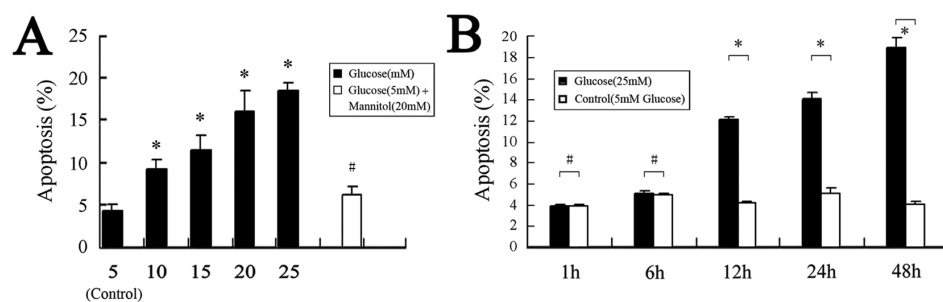 A
Apoptosis (%)
25
20
15
10
5
0
* * * * #
Glucose(mM)
Glucose(5mM) +
Mannitol(20mM)
5 10 15 20 25
(Control)
B
Apoptosis (%)
20
18
16
14
12
10
8
6
4
2
0
# # * * *
Glucose(25mM)
Control(5mM Glucose)
1h 6h 12h 24h 48h